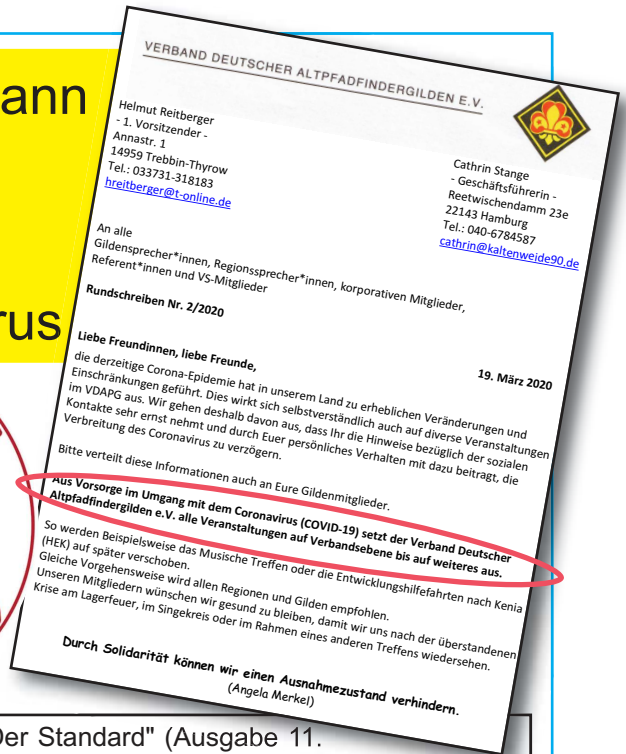 ann
rus
VERBAND DEUTSCHER ALTPFADFINDERGILDEN E.V.
Helmut Reitberger
- 1. Vorsitzender -
Annastr. 1
14959 Trebbin-Thyrow
Tel.: 033731-318183
hreitberger@t-online.de
Cathrin Stange
- Geschäftsführerin -
Reetwischendamm 23e
22143 Hamburg
Tel.: 040-6784587
cathrin@kaltenweide90.de
An alle
Gildensprecher*innen, Regionssprecher*innen, korporativen Mitglieder,
Referent*innen und VS-Mitglieder
Rundschreiben Nr. 2/2020
19. März 2020
Liebe Freundinnen, liebe Freunde,
die derzeitige Corona-Epidemie hat in unserem Land zu erheblichen Veränderungen und
Einschränkungen geführt. Dies wirkt sich selbstverständlich auch auf diverse Veranstaltungen
im VDAPG aus. Wir gehen deshalb davon aus, dass Ihr die Hinweise bezüglich der sozialen
Kontakte sehr ernst nehmt und durch Euer persönliches Verhalten mit dazu beitragt, die
Verbreitung des Coronavirus zu verzögern.
Bitte verteilt diese Informationen auch an Eure Gildenmitglieder.
Aus Vorsorge im Umgang mit dem Coronavirus (COVID-19) setzt der Verband Deutscher
Altpfadfindergilden e.V. alle Veranstaltungen auf Verbandsebene bis auf weiteres aus.
So werden Beispielsweise das Musische Treffen oder die Entwicklungshilfefahrten nach Kenia
(HEK) auf später verschoben.
Gleiche Vorgehensweise wird allen Regionen und Gilden empfohlen.
Unseren Mitgliedern wünschen wir gesund zu bleiben, damit wir uns nach der überstandenen
Krise am Lagerfeuer, im Singekreis oder im Rahmen eines anderen Treffens wiedersehen.
Durch Solidarität können wir einen Ausnahmezustand verhindern.
(Angela Merkel)
Der Standard" (Ausgabe 11.